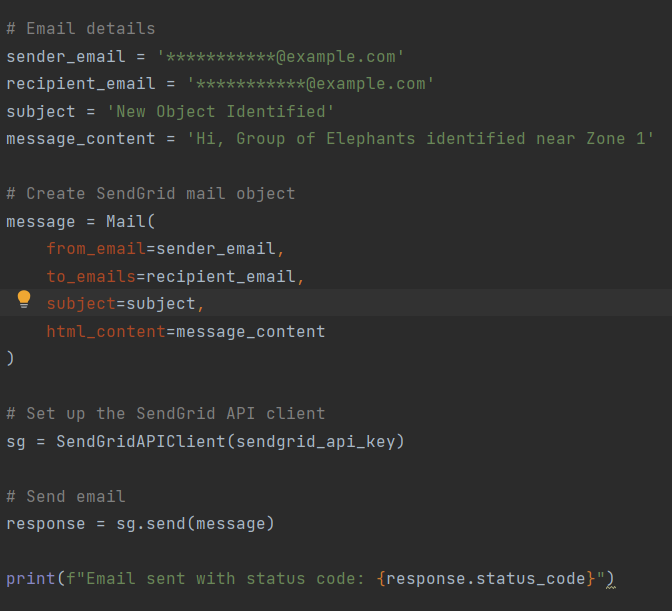 # Email details
sender_email = '***********@example.com'
recipient_email = '***********@example.com'
subject = 'New Object Identified'
message_content = 'Hi, Group of Elephants identified near Zone 1'
# Create SendGrid mail object
message = Mail(
from_email=sender_email,
to_emails=recipient_email,
subject=subject,
html_content=message_content
)
# Set up the SendGrid API client
sg = SendGridAPIClient(sendgrid_api_key)
# Send email
response = sg.send(message)
print(f"Email sent with status code: {response.status_code}")